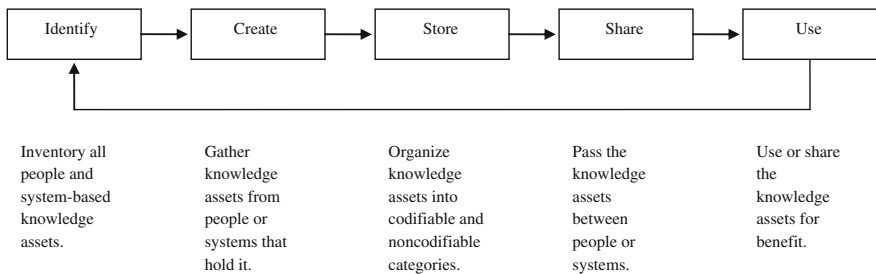 Identify
Create
Store
Share
Use
Inventory all
people and
system-based
knowledge
assets.
Gather
knowledge
assets from
people or
systems that
hold it.
Organize
knowledge
assets into
codifiable and
noncodifiable
categories.
Pass the
knowledge
assets
between
people or
systems.
Use or share
the
knowledge
assets for
benefit.